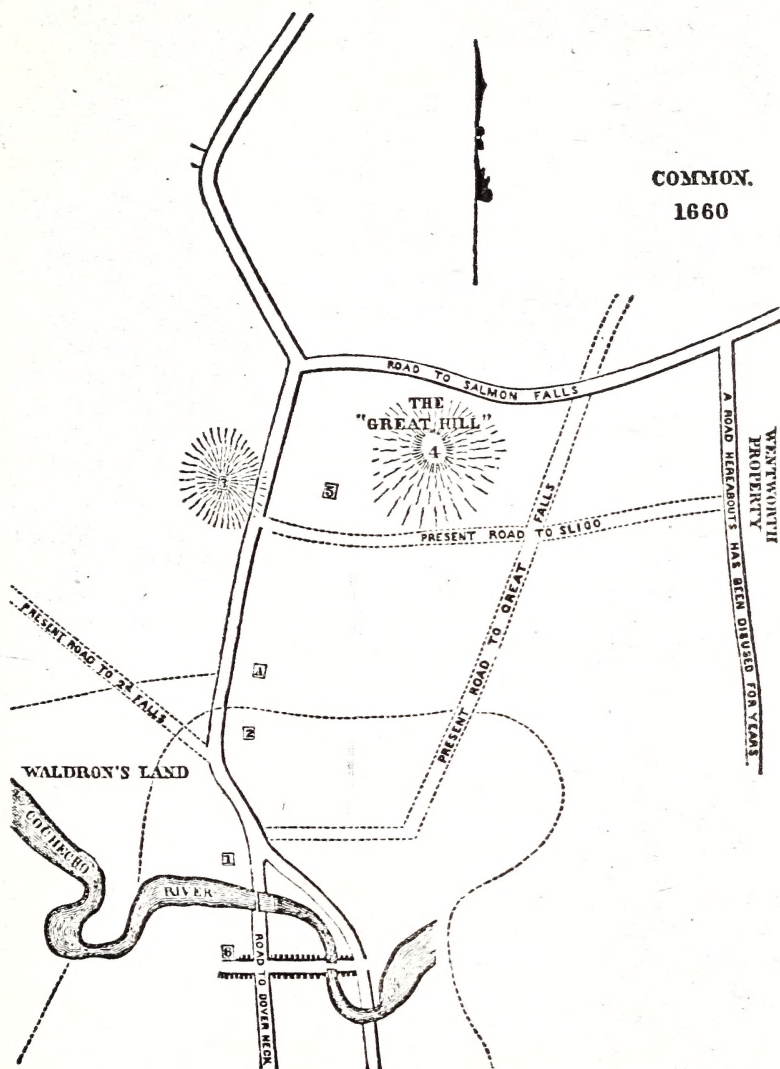 COMMON.
1660
ROAD TO SALMON FALLS
THE
"GREAT HILL"
4
3
5
A ROAD HEREABOUTS HAS BEEN DISUSED FOR YEARS.
WENTWORTH
PROPERTY
PRESENT ROAD TO SLIGO
PRESENT ROAD TO GREAT FALLS
PRESENT ROAD TO 2d FALLS
A
2
WALDRON'S LAND
COCHECHO
RIVER
1
6
ROAD TO DOVER NECK